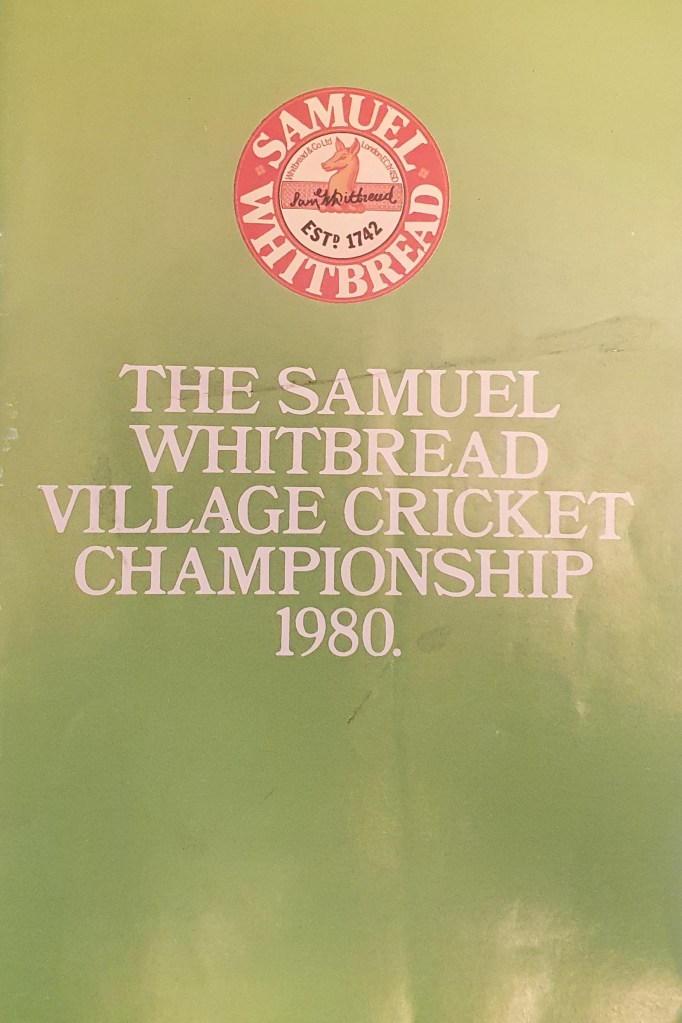 SAMUEL
Whitbread & Co Ltd London EC1Y 4SD
Sam Whitbread
ESTD. 1742
WHITBREAD
THE SAMUEL
WHITBREAD
VILLAGE CRICKET
CHAMPIONSHIP
1980.